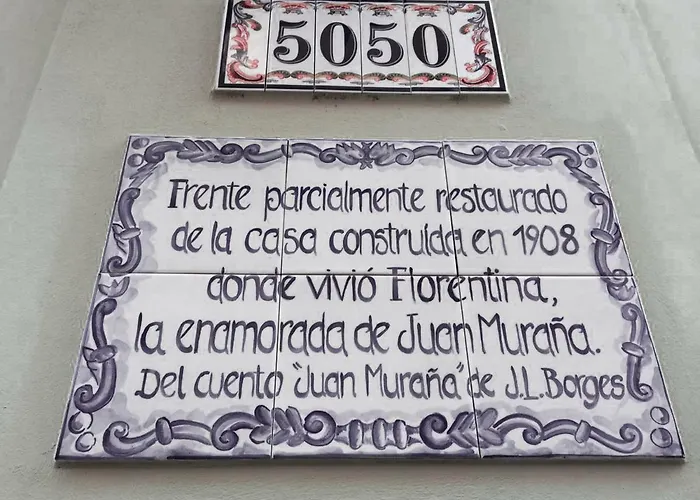 5050
Frente parcialmente restaurado
de la casa construida en 1908
donde vivió Florentina,
la enamorada de Juan Muraña.
Del cuento "Juan Muraña" de J.L.Borges